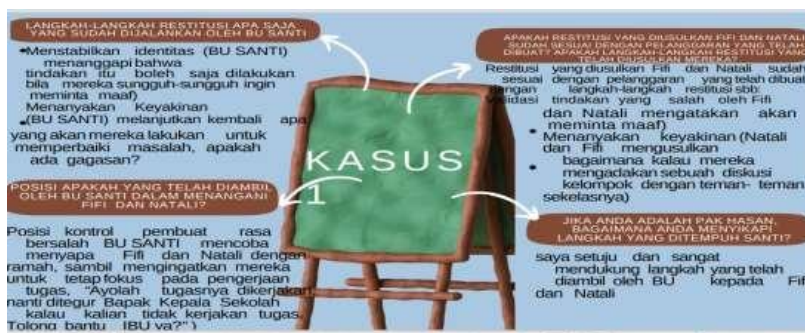 LANGKAH-LANGKAH RESTITUSI APA SAJA
YANG SUDAH DIJALANKAN OLEH BU SANTI
•Menstabilkan identitas (BU SANTI)
menanggapi bahwa
tindakan itu boleh saja dilakukan
bila mereka sungguh-sungguh ingin
meminta maaf)
Menanyakan Keyakinan
•(BU SANTI) melanjutkan kembali apa
yang akan mereka lakukan untuk
memperbaiki masalah, apakah
ada gagasan?
POSISI APAKAH YANG TELAH DIAMBIL
OLEH BU SANTI DALAM MENANGANI
FIFI DAN NATALI?
Posisi kontrol pembuat rasa
bersalah BU SANTI mencoba
menyapa Fifi dan Natali dengan
ramah, sambil mengingatkan mereka
untuk tetap fokus pada pengerjaan
tugas, "Ayolah tugasnya dikerjakan
nanti ditegur Bapak Kepala Sekolah
kalau kalian tidak kerjakan tugas.
Tolong bantu IBU ya?" )
KASUS
1
APAKAH RESTITUSI YANG DIUSULKAN FIFI DAN NATALI
SUDAH SESUAI DENGAN PELANGGARAN YANG TELAH
DIBUAT? APAKAH LANGKAH-LANGKAH RESTITUSI YANG
TELAH DIUSULKAN MEREKA?
Restitusi yang diusulkan Fifi dan Natali sudah
sesuai dengan pelanggaran yang telah dibuat
dengan langkah-langkah restitusi sbb:
Validasi tindakan yang salah oleh Fifi
dan Natali mengatakan akan
meminta maaf)
• Menanyakan keyakinan (Natali
dan Fifi mengusulkan
• bagaimana kalau mereka
mengadakan sebuah diskusi
kelompok dengan teman- teman
sekelasnya)
JIKA ANDA ADALAH PAK HASAN,
BAGAIMANA ANDA MENYIKAPI
LANGKAH YANG DITEMPUH SANTI?
saya setuju dan sangat
mendukung langkah yang telah
diambil oleh BU kepada Fifi
dan Natali